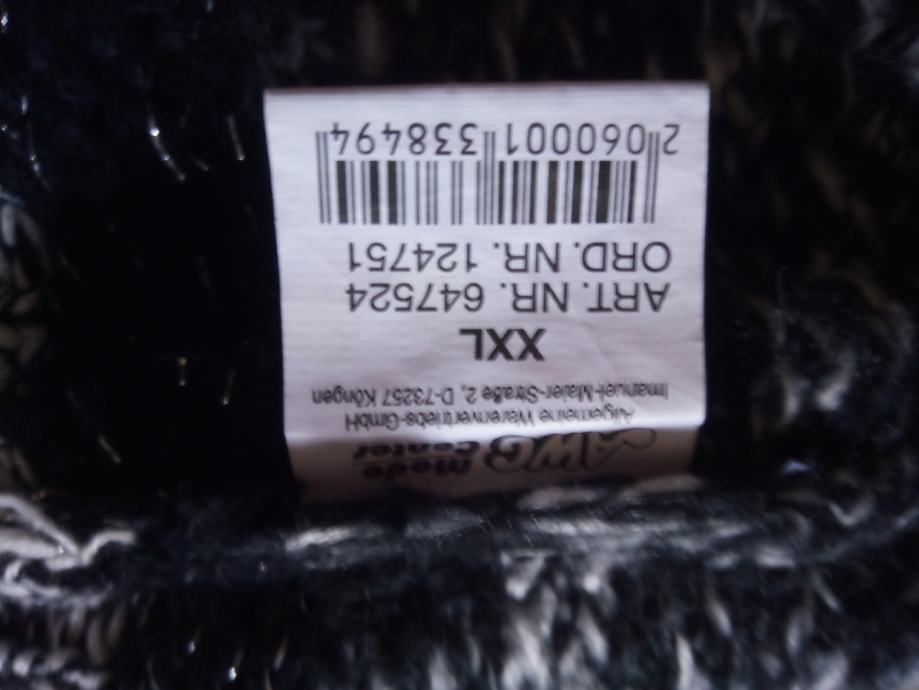 AWG Mode
Center
Allgemeine Warenvertriebs-GmbH
Imanuel-Maier-Straße 2, D-73257 Köngen
XXL
ART. NR. 647524
ORD. NR. 124751
2 060001 338494